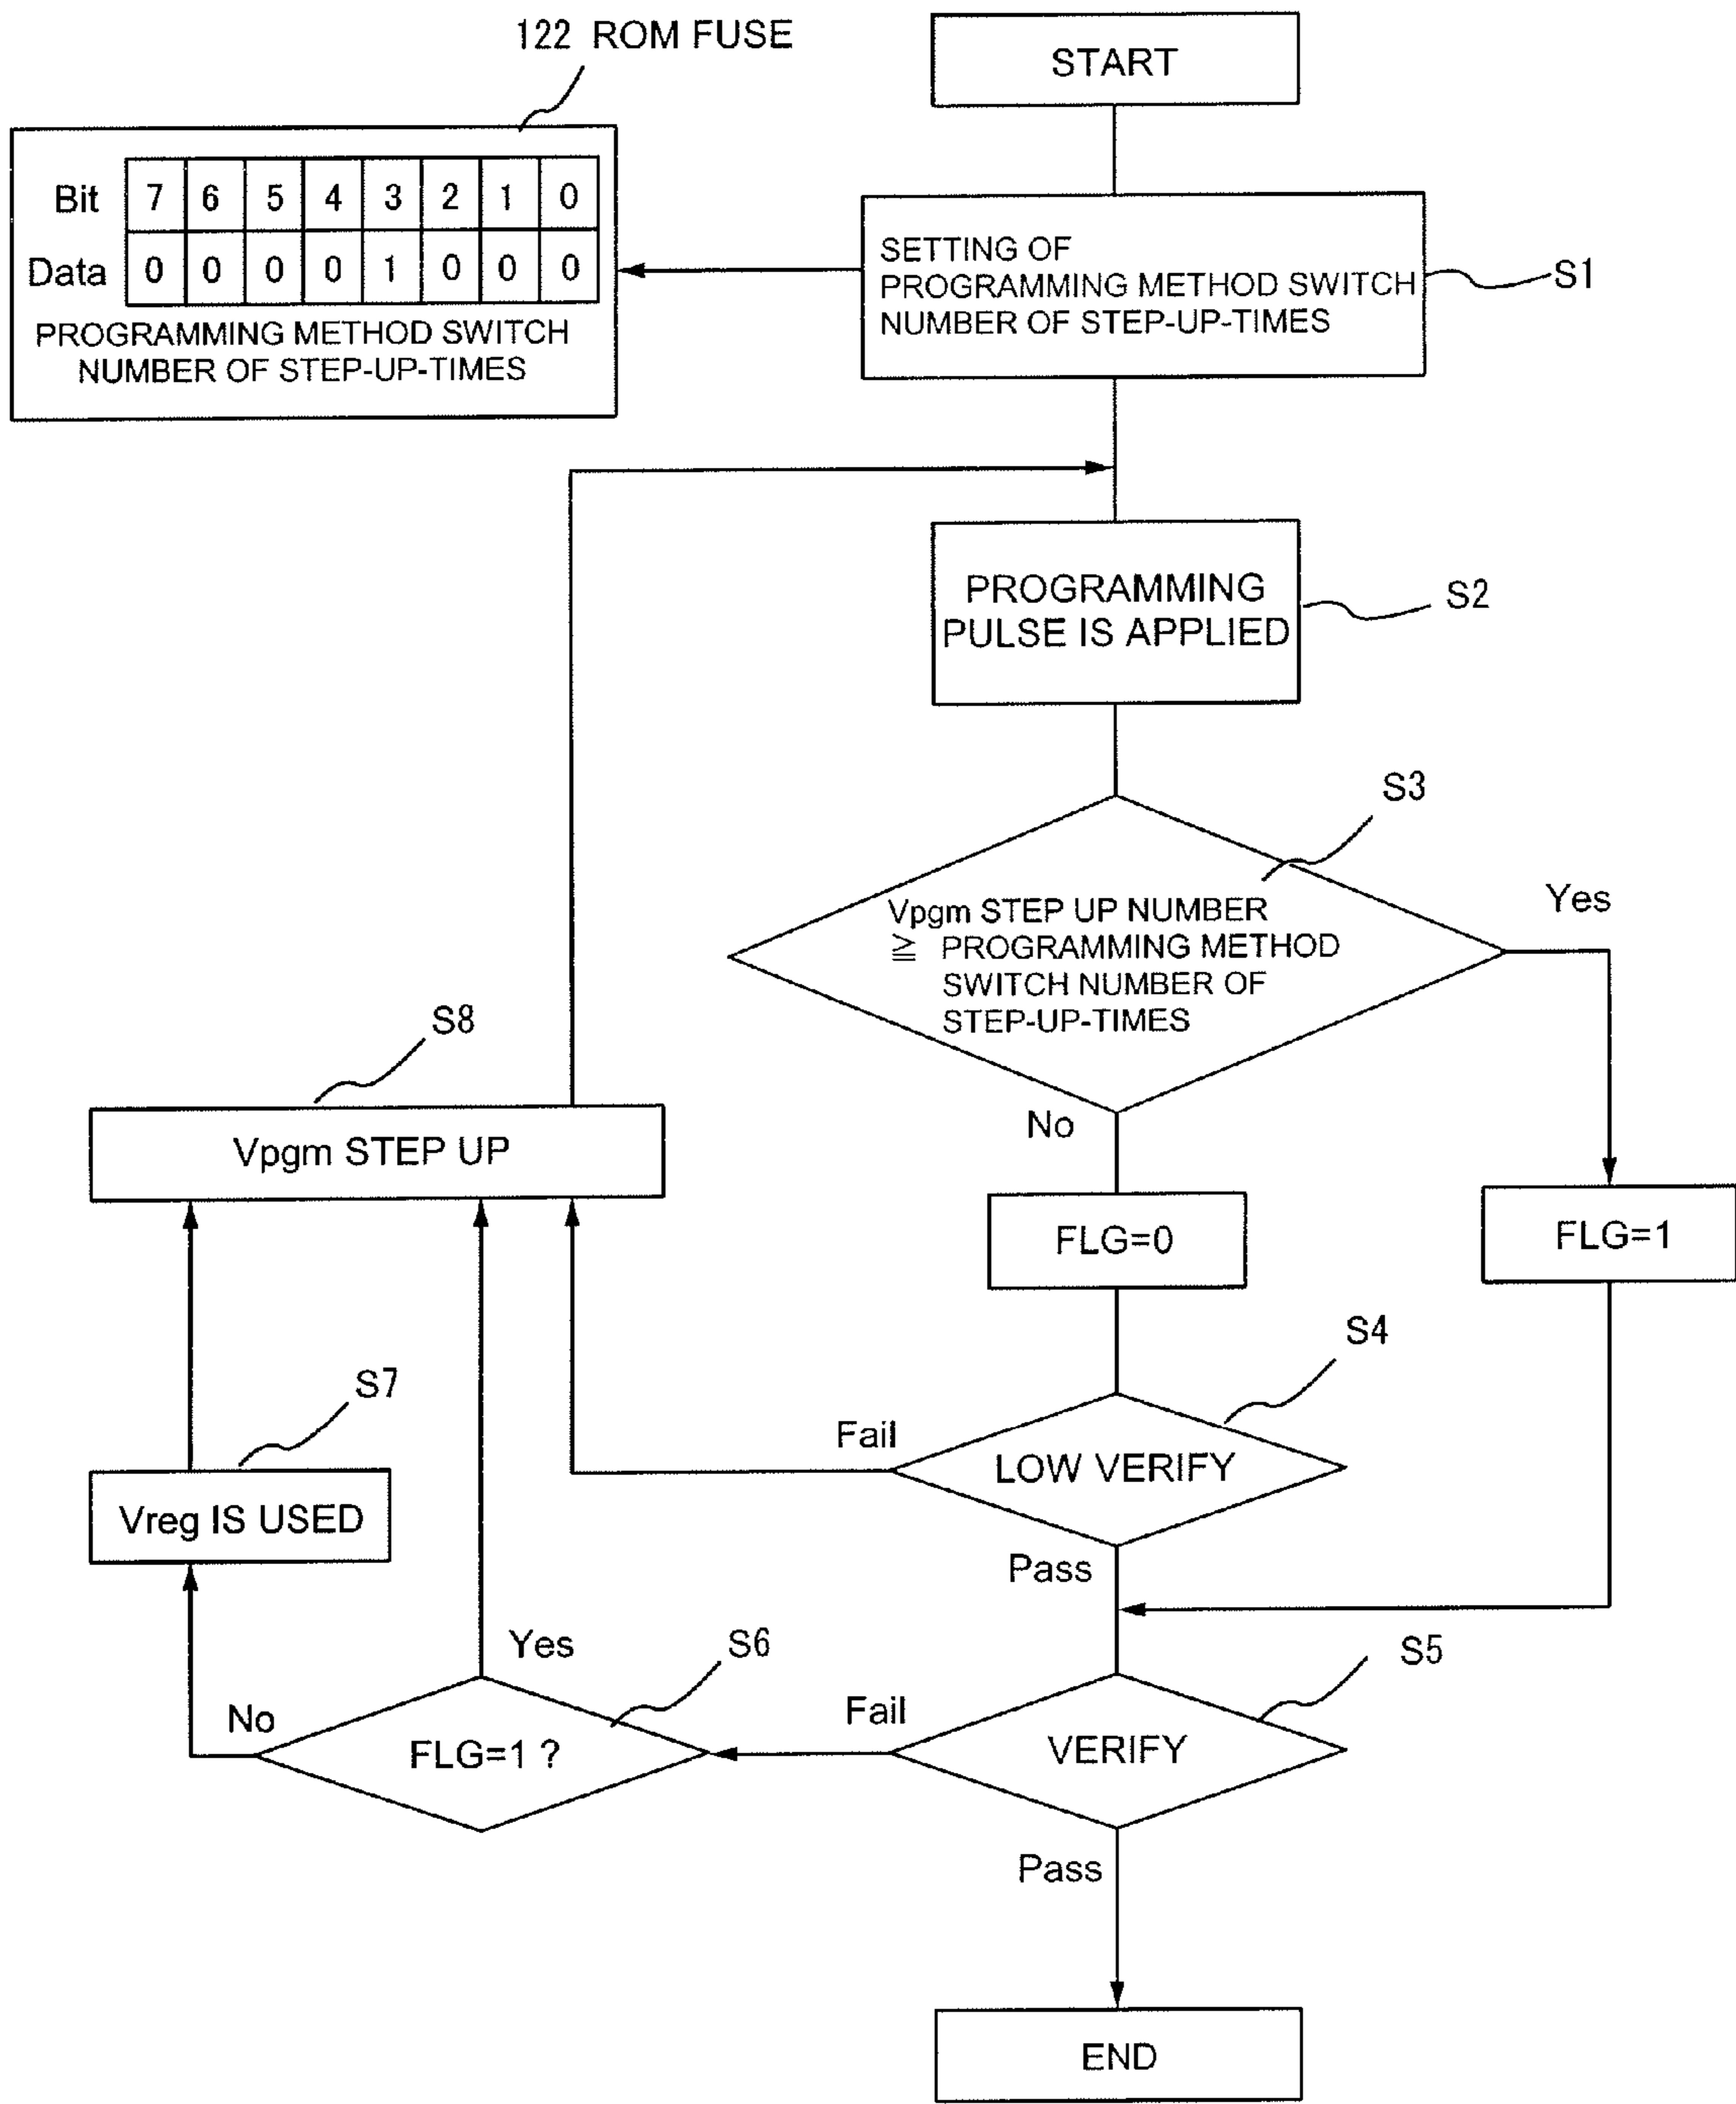 122 ROM FUSE
START
Bit 7 6 5 4 3 2 1 0
Data 0 0 0 0 1 0 0 0
PROGRAMMING METHOD SWITCH
NUMBER OF STEP-UP-TIMES
SETTING OF
PROGRAMMING METHOD SWITCH
NUMBER OF STEP-UP-TIMES
S1
PROGRAMMING
PULSE IS APPLIED
S2
S3
Vpgm STEP UP NUMBER
≧ PROGRAMMING METHOD
SWITCH NUMBER OF
STEP-UP-TIMES
Yes
No
S8
Vpgm STEP UP
FLG=0
FLG=1
S4
LOW VERIFY
Fail
Pass
S7
Vreg IS USED
S5
VERIFY
Fail
Pass
S6
FLG=1 ?
Yes
No
END